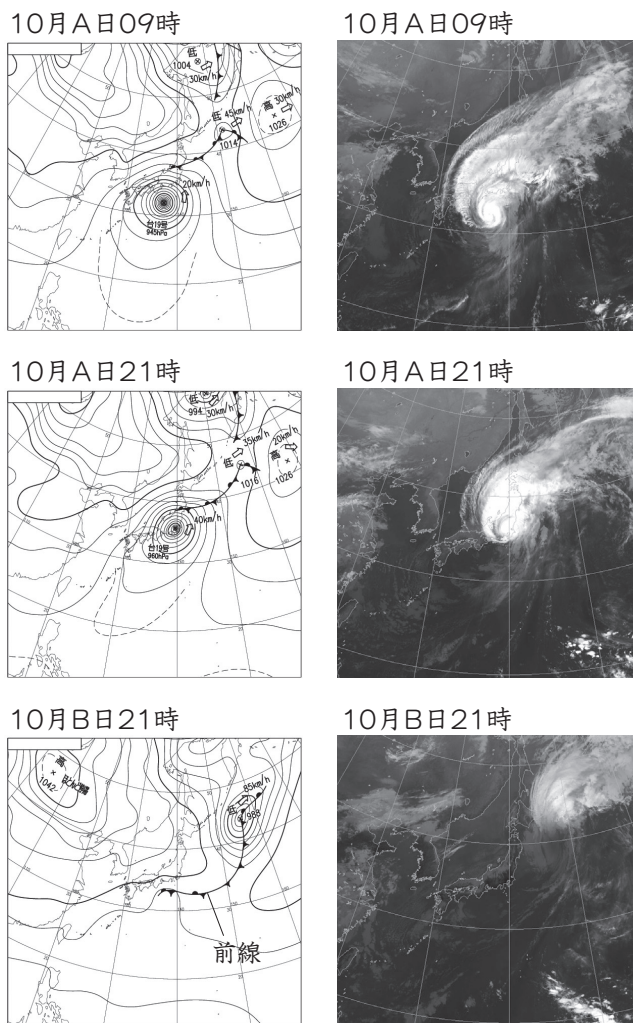 10月A日09時
10月A日09時
低
1004
30km/h
低 45km/h
1014
高 30km/h
1026
20km/h
台19号
945hPa
10月A日21時
10月A日21時
994 30km/h
低 35km/h
1016
20km/h
高
1026
40km/h
台19号
960hPa
10月B日21時
10月B日21時
高
1042
低 85km/h
988
前線